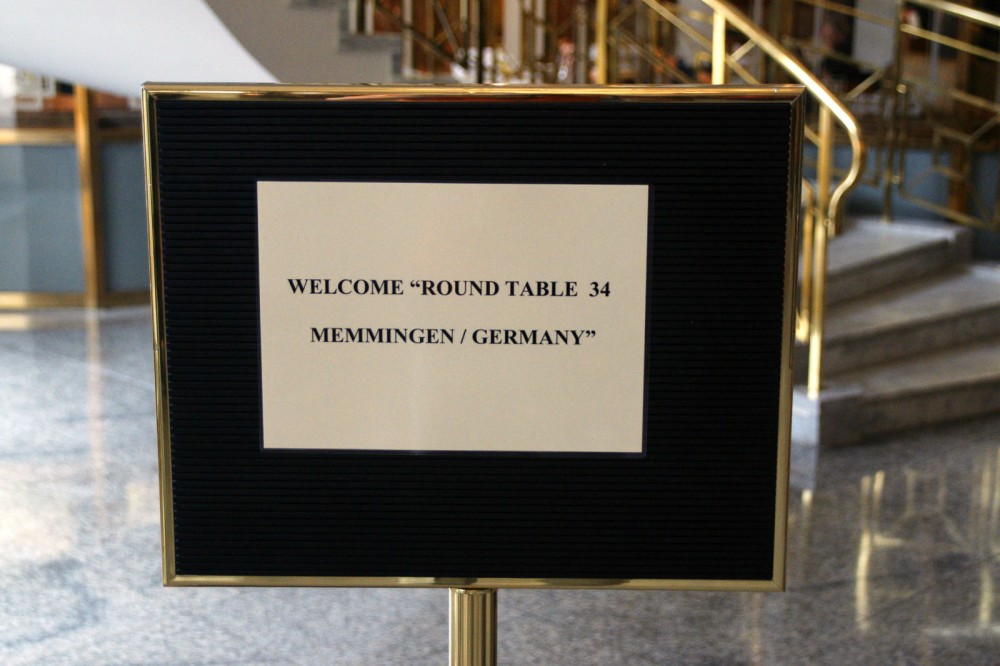 WELCOME “ROUND TABLE 34
MEMMINGEN / GERMANY”